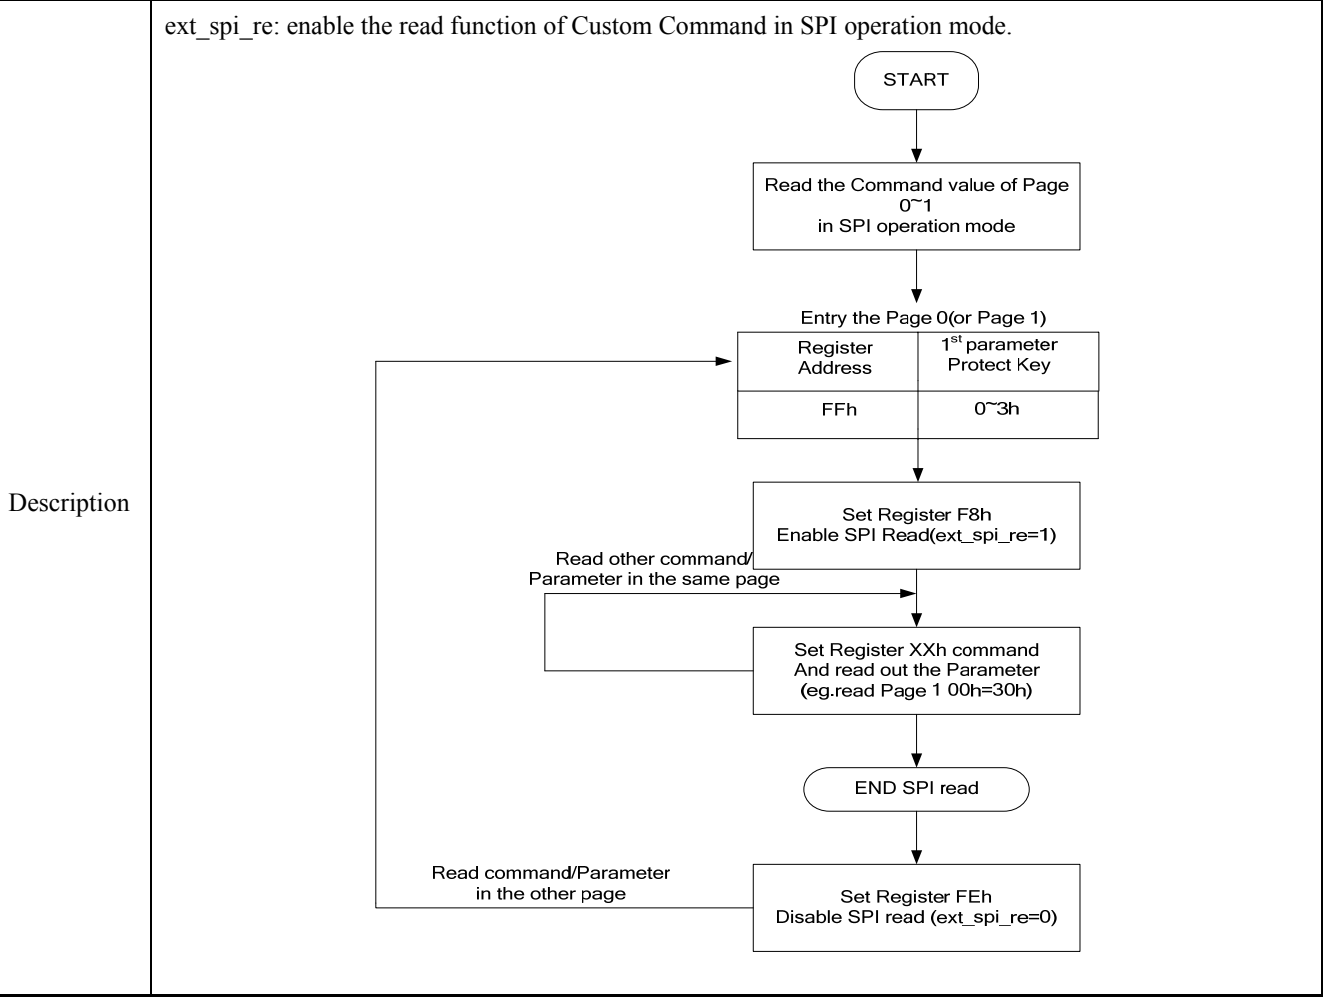 ext_spi_re: enable the read function of Custom Command in SPI operation mode.
START
Read the Command value of Page
0~1
in SPI operation mode
Entry the Page 0(or Page 1)
Register
Address
1st parameter
Protect Key
FFh
0~3h
Description
Set Register F8h
Enable SPI Read(ext_spi_re=1)
Read other command/
Parameter in the same page
Set Register XXh command
And read out the Parameter
(eg.read Page 1 00h=30h)
END SPI read
Read command/Parameter
in the other page
Set Register FEh
Disable SPI read (ext_spi_re=0)